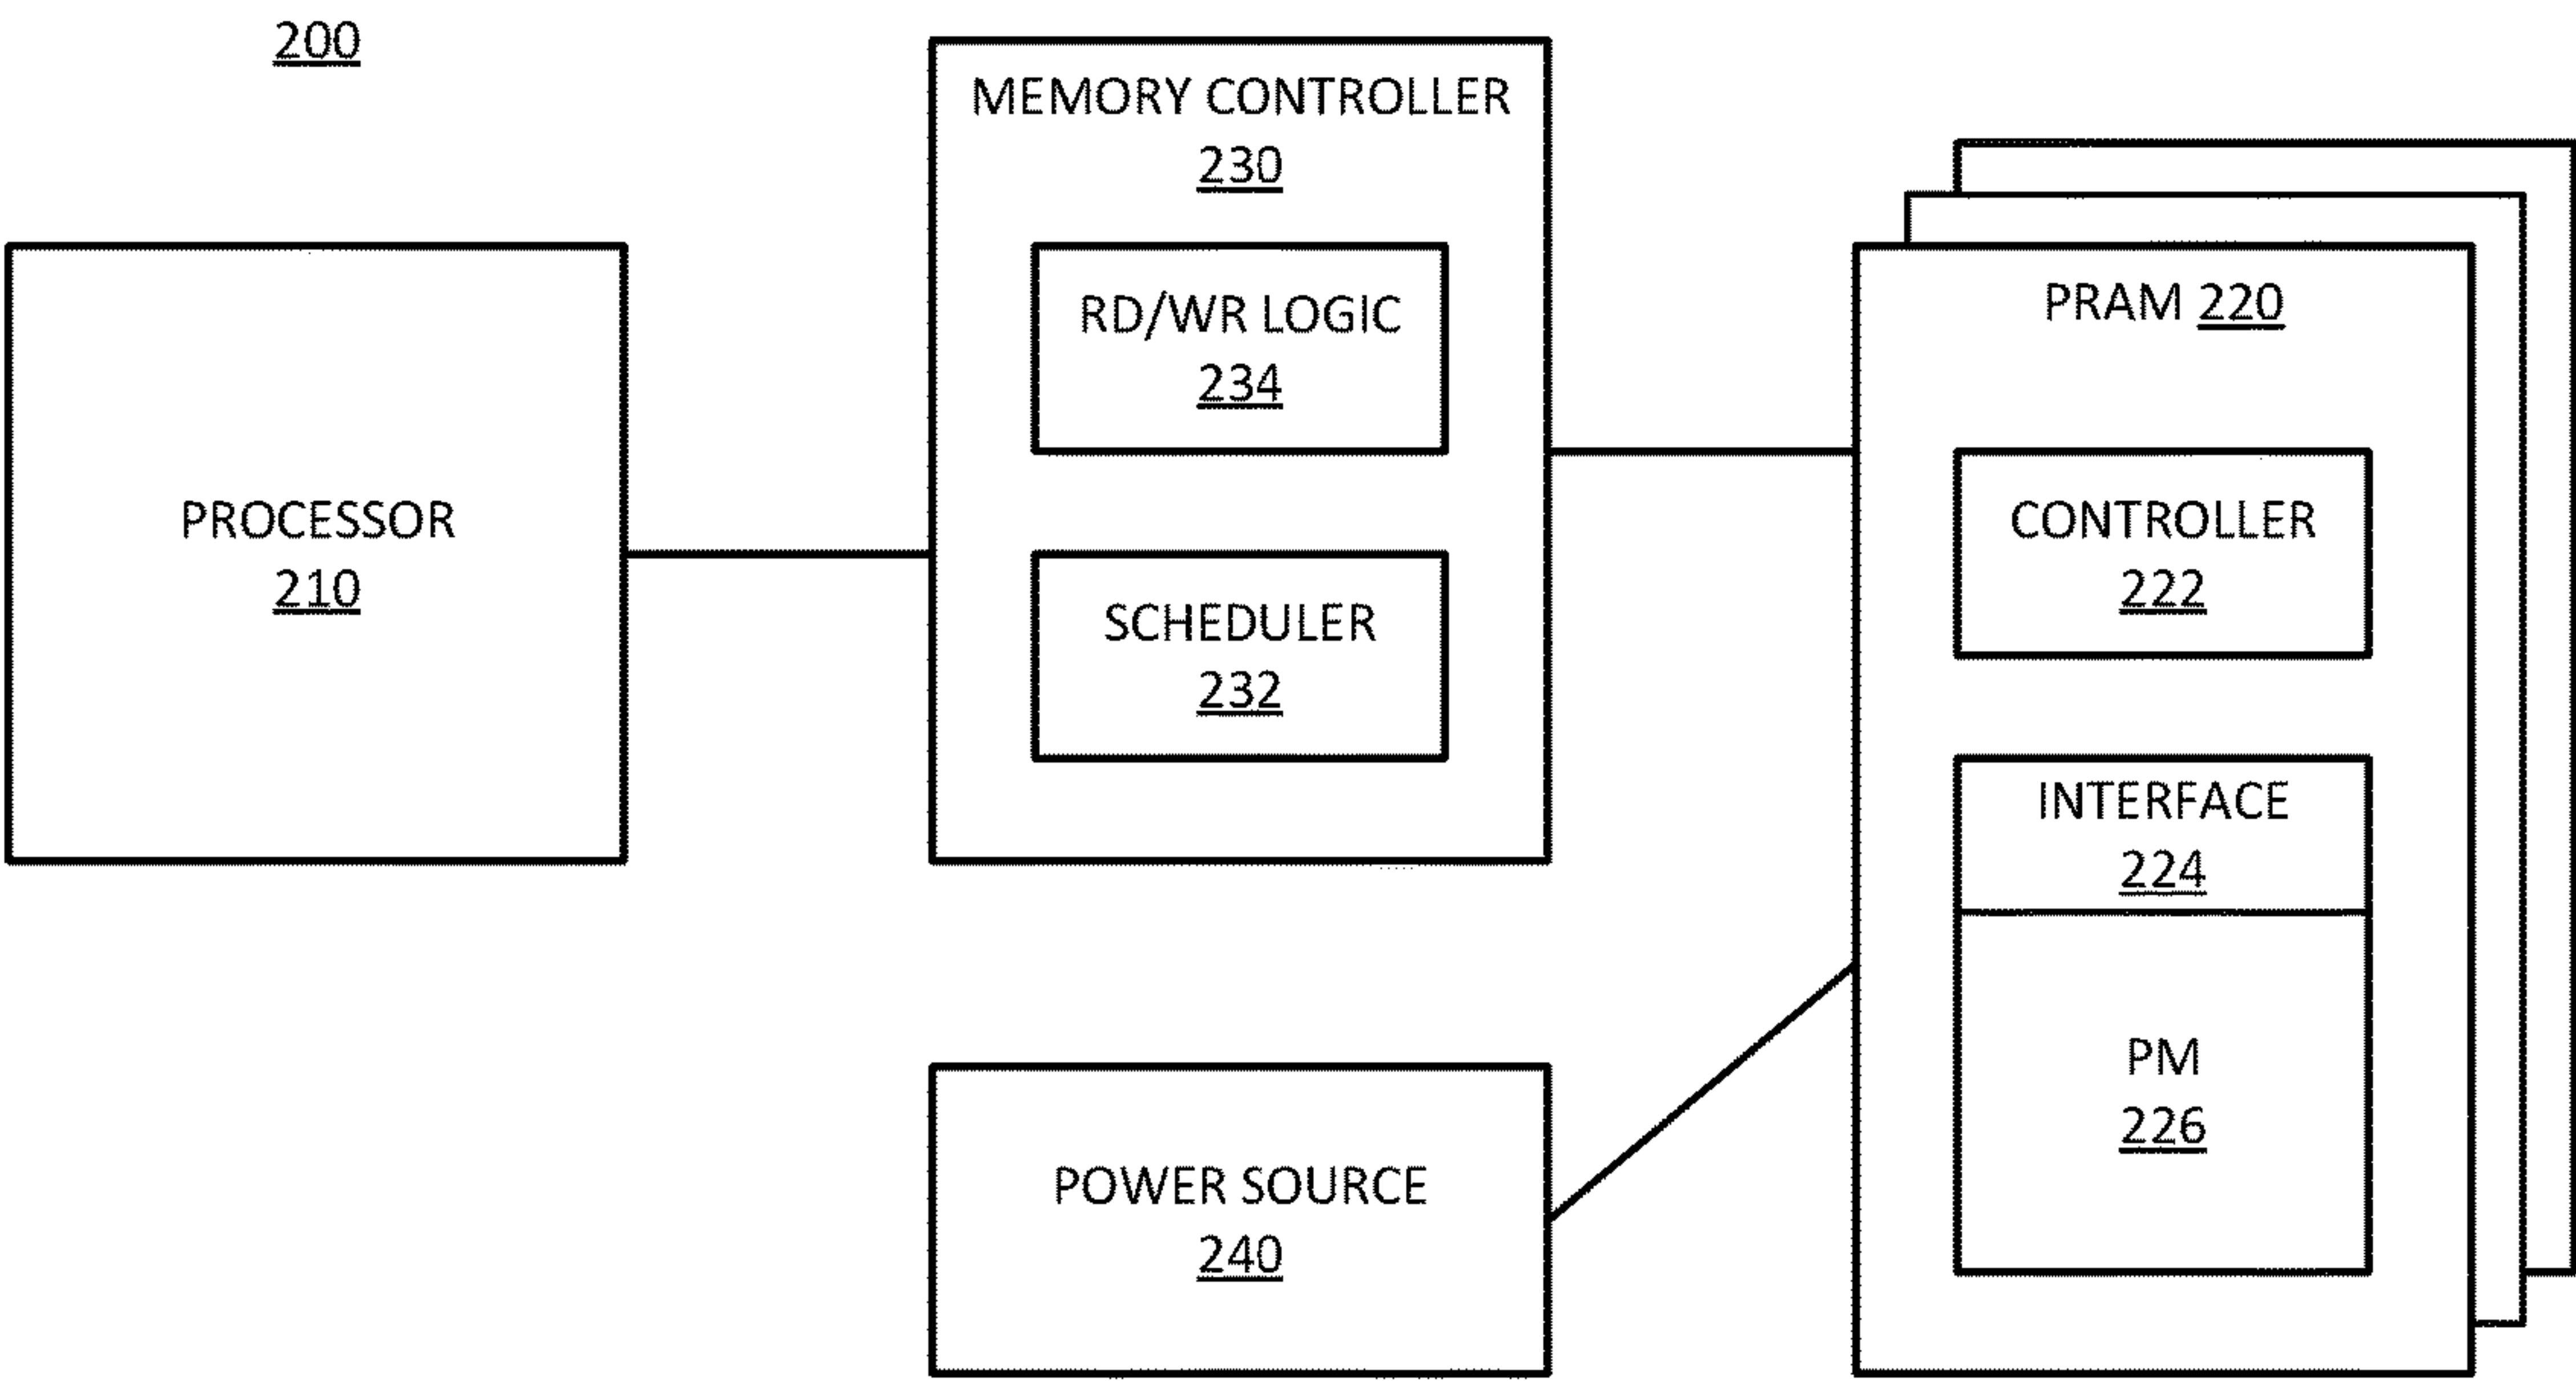 200
MEMORY CONTROLLER
230
RD/WR LOGIC
234
SCHEDULER
232
PROCESSOR
210
PRAM 220
CONTROLLER
222
INTERFACE
224
PM
226
POWER SOURCE
240